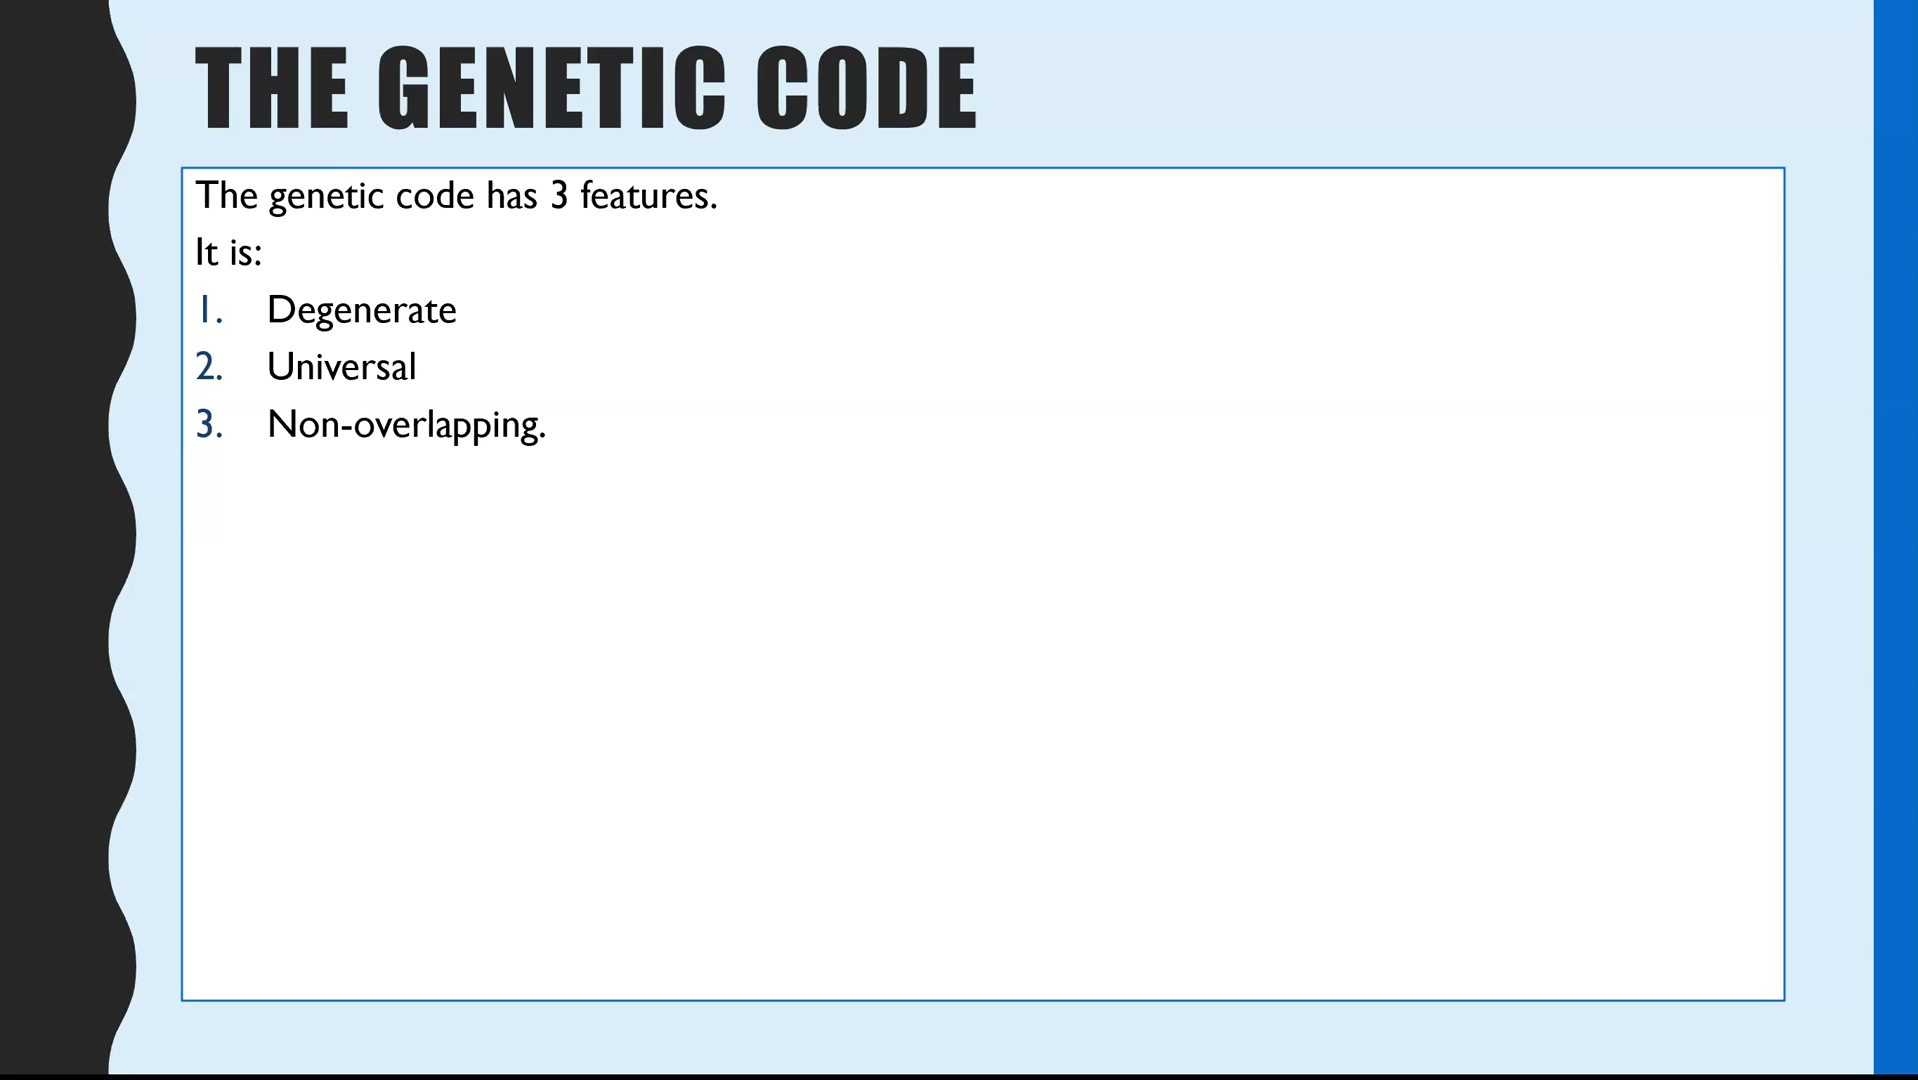 THE GENETIC CODE
The genetic code has 3 features.
It is:
1. Degenerate
2. Universal
3. Non-overlapping.